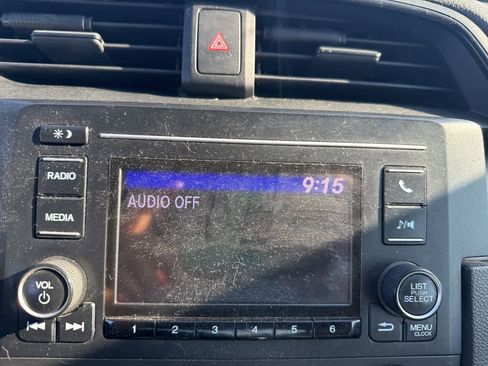 RADIO
MEDIA
9:15
AUDIO OFF
VOL
LIST
PUSH
SELECT
1 2 3 4 5 6
MENU
CLOCK